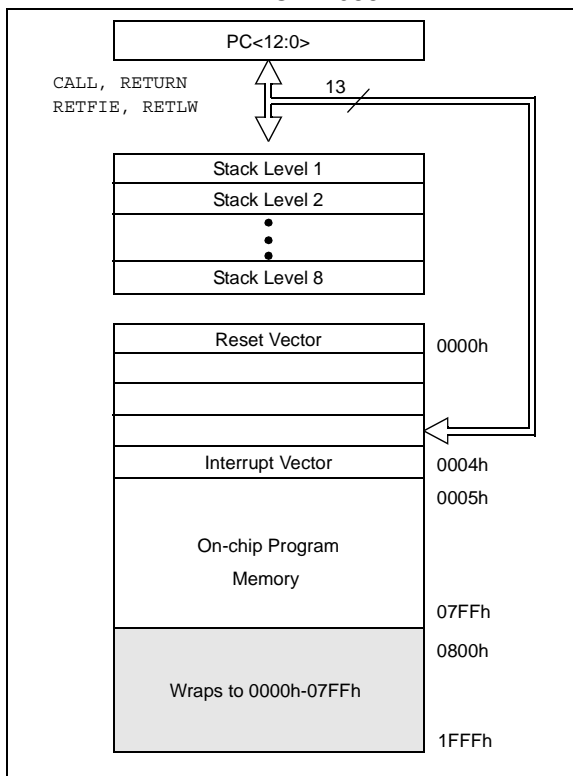 PC<12:0>
CALL, RETURN
RETFIE, RETLW
13
Stack Level 1
Stack Level 2
Stack Level 8
Reset Vector
0000h
Interrupt Vector
0004h
0005h
On-chip Program
Memory
07FFh
0800h
Wraps to 0000h-07FFh
1FFFh